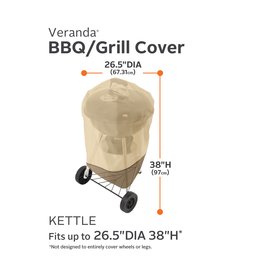 Veranda®
BBQ/Grill Cover
26.5"DIA
(67.31cm)
38"H
(97cm)
KETTLE
Fits up to 26.5"DIA 38"H*
*Not designed to entirely cover wheels or legs.